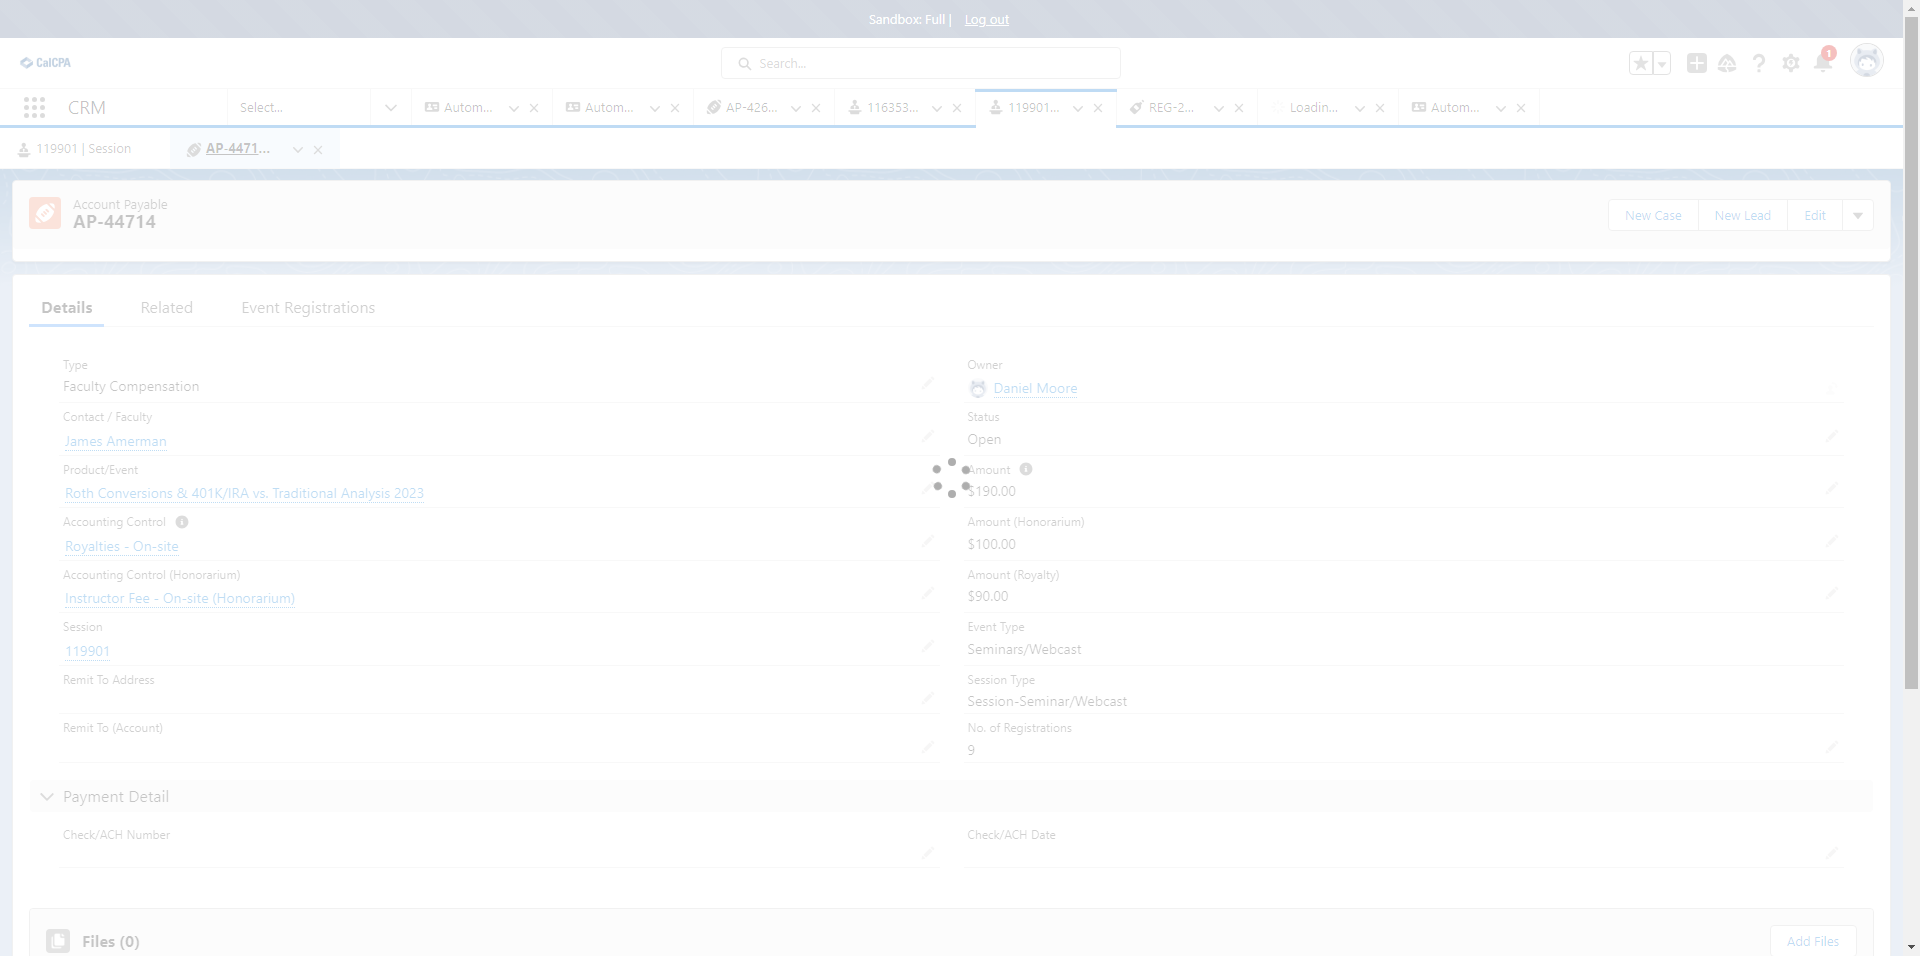 Sandbox: Full | Log out
CalCPA
Search...
1
CRM
Select...
Autom...
Autom...
AP-426...
116353...
119901...
REG-2...
Loadin...
Autom...
119901 | Session
AP-4471...
Account Payable
AP-44714
New Case
New Lead
Edit
Details
Related
Event Registrations
Type
Faculty Compensation
Owner
Daniel Moore
Contact / Faculty
James Amerman
Status
Open
Product/Event
Roth Conversions & 401K/IRA vs. Traditional Analysis 2023
Amount
$190.00
Accounting Control
Royalties - On-site
Amount (Honorarium)
$100.00
Accounting Control (Honorarium)
Instructor Fee - On-site (Honorarium)
Amount (Royalty)
$90.00
Session
119901
Event Type
Seminars/Webcast
Remit To Address
Session Type
Session-Seminar/Webcast
Remit To (Account)
No. of Registrations
9
Payment Detail
Check/ACH Number
Check/ACH Date
Files (0)
Add Files